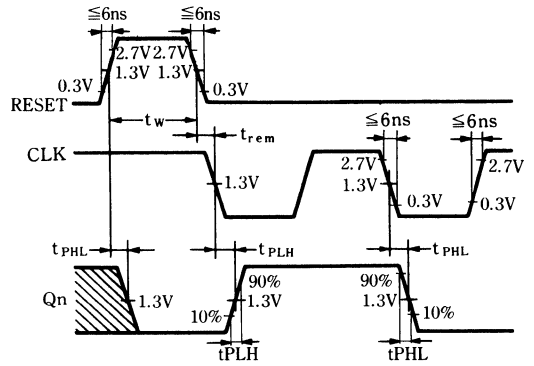 ≦6ns ≦6ns
2.7V 2.7V
0.3V 1.3V 1.3V 0.3V
RESET
tw
trem
≦6ns ≦6ns
CLK
2.7V 2.7V
1.3V 1.3V
0.3V 0.3V
tPHL tPLH tPHL
90% 90%
Qn 1.3V 1.3V 1.3V
10% 10%
tPLH tPHL